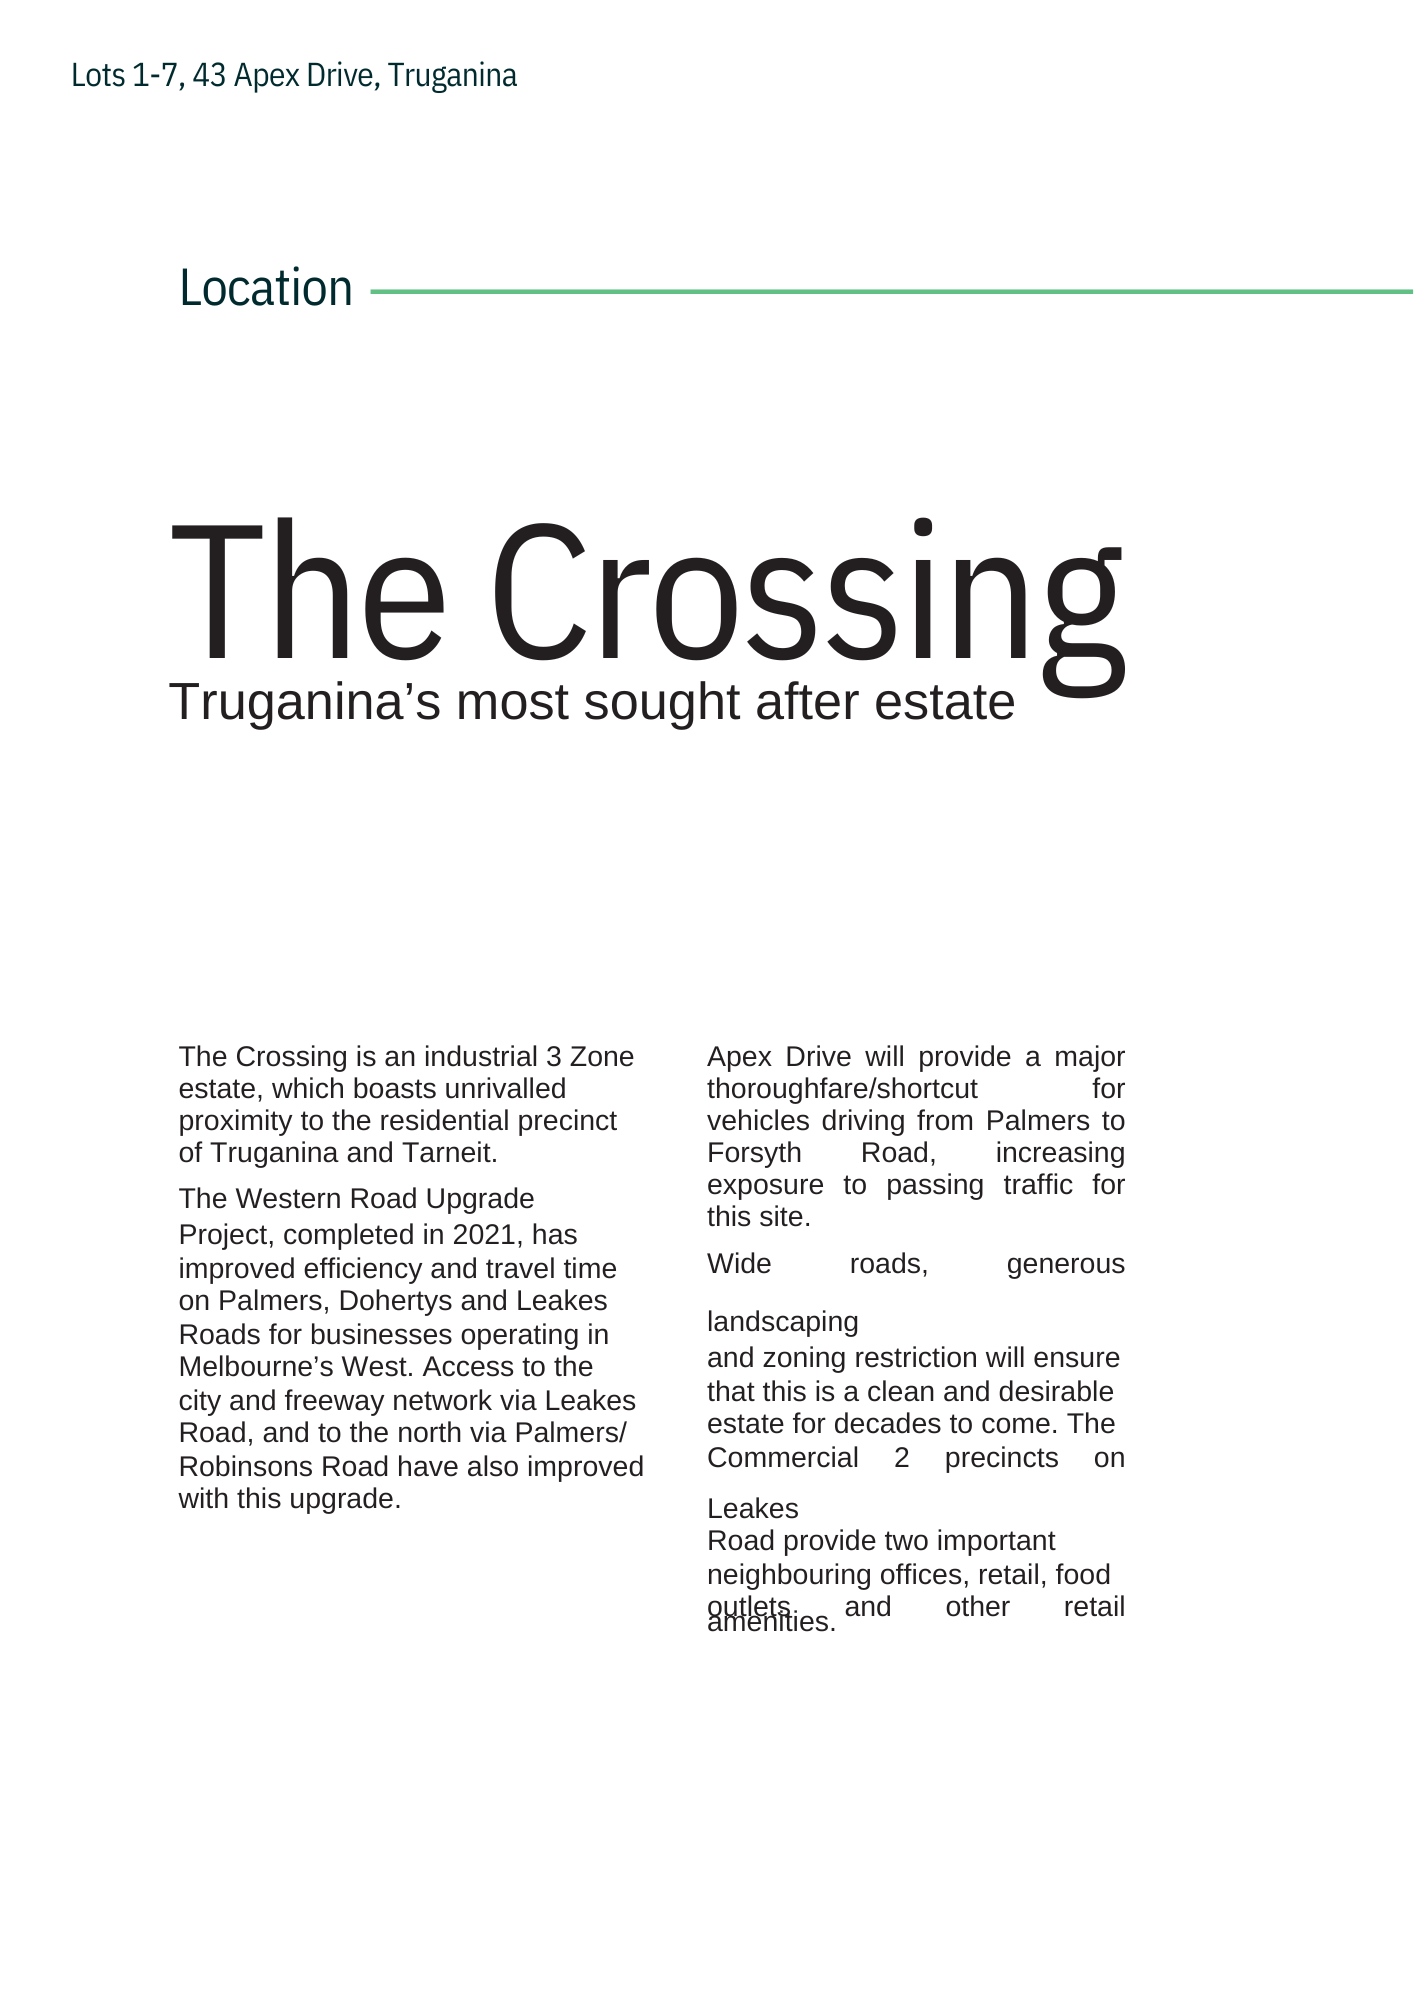 Lots 1-7, 43 Apex Drive, Truganina
Location
The Crossing
Truganina’s most sought after estate
The Crossing is an industrial 3 Zone
estate, which boasts unrivalled
proximity to the residential precinct
of Truganina and Tarneit.
The Western Road Upgrade
Project, completed in 2021, has
improved efficiency and travel time
on Palmers, Dohertys and Leakes
Roads for businesses operating in
Melbourne’s West. Access to the
city and freeway network via Leakes
Road, and to the north via Palmers/
Robinsons Road have also improved
with this upgrade.
Apex Drive will provide a major
thoroughfare/shortcut for
vehicles driving from Palmers to
Forsyth Road, increasing
exposure to passing traffic for
this site.
Wide roads, generous
landscaping
and zoning restriction will ensure
that this is a clean and desirable
estate for decades to come. The
Commercial 2 precincts on
Leakes
Road provide two important
neighbouring offices, retail, food
outlets and other retail
amenities.